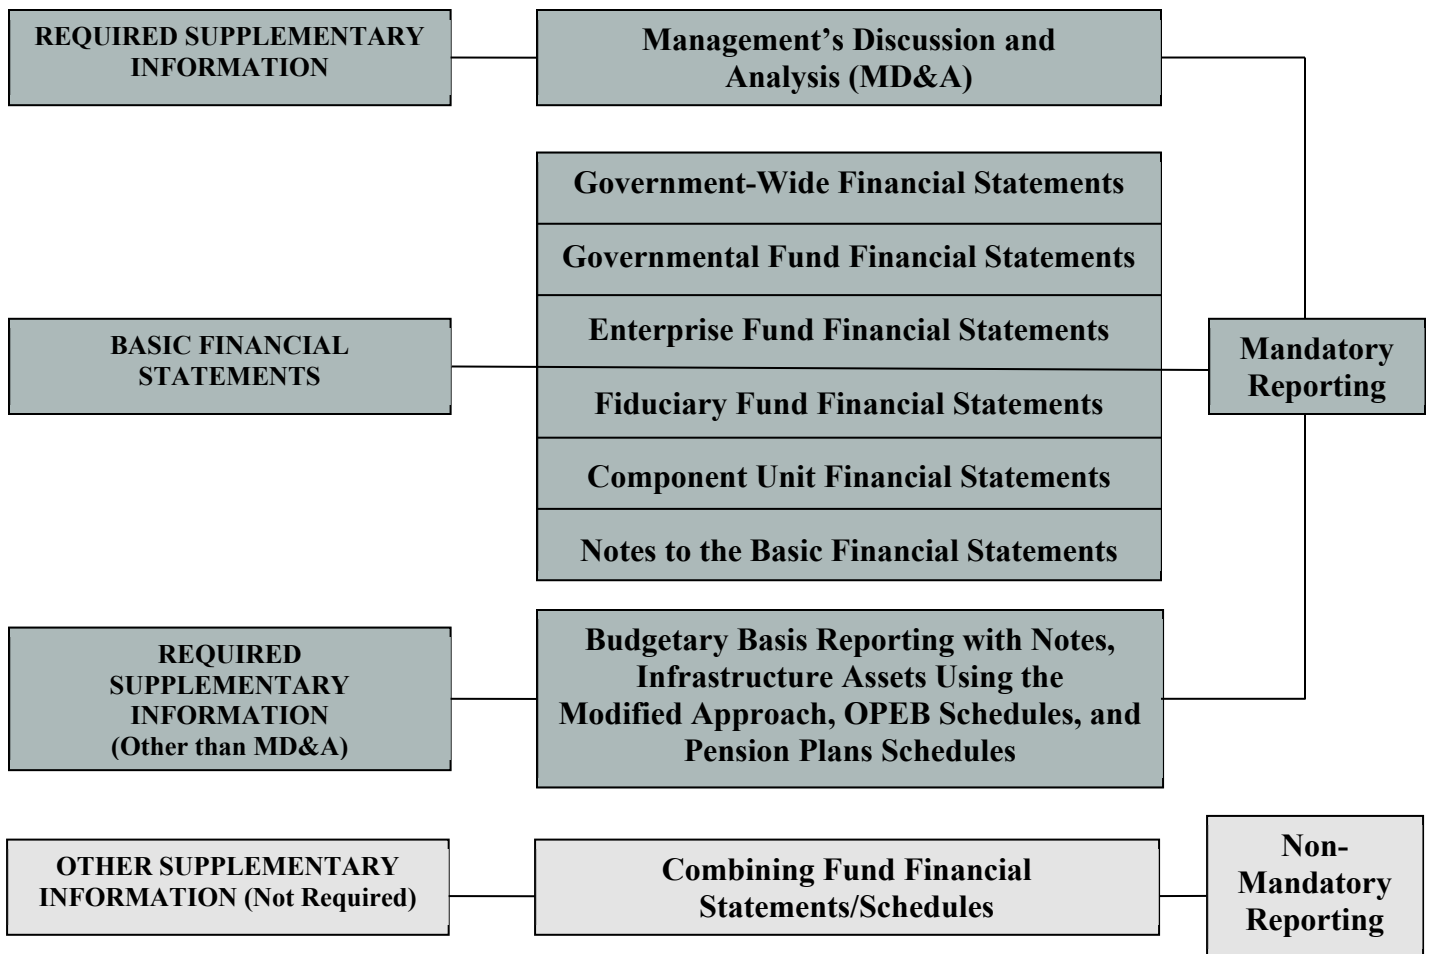 REQUIRED SUPPLEMENTARY
INFORMATION
Management’s Discussion and
Analysis (MD&A)
Government-Wide Financial Statements
Governmental Fund Financial Statements
Enterprise Fund Financial Statements
BASIC FINANCIAL
STATEMENTS
Fiduciary Fund Financial Statements
Component Unit Financial Statements
Notes to the Basic Financial Statements
Mandatory
Reporting
REQUIRED
SUPPLEMENTARY
INFORMATION
(Other than MD&A)
Budgetary Basis Reporting with Notes,
Infrastructure Assets Using the
Modified Approach, OPEB Schedules, and
Pension Plans Schedules
OTHER SUPPLEMENTARY
INFORMATION (Not Required)
Combining Fund Financial
Statements/Schedules
Non-
Mandatory
Reporting